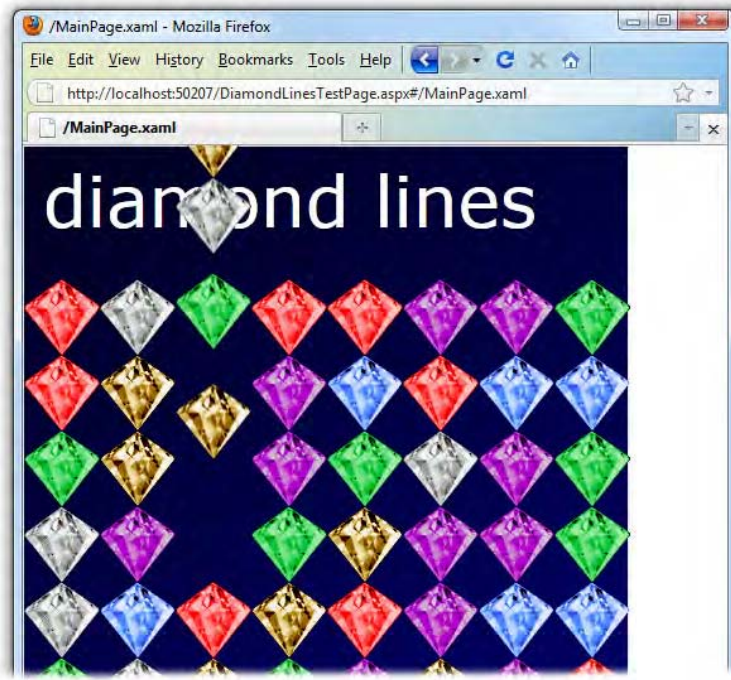 /MainPage.xaml - Mozilla Firefox
File Edit View History Bookmarks Tools Help
http://localhost:50207/DiamondLinesTestPage.aspx#/MainPage.xaml
/MainPage.xaml
diamond lines